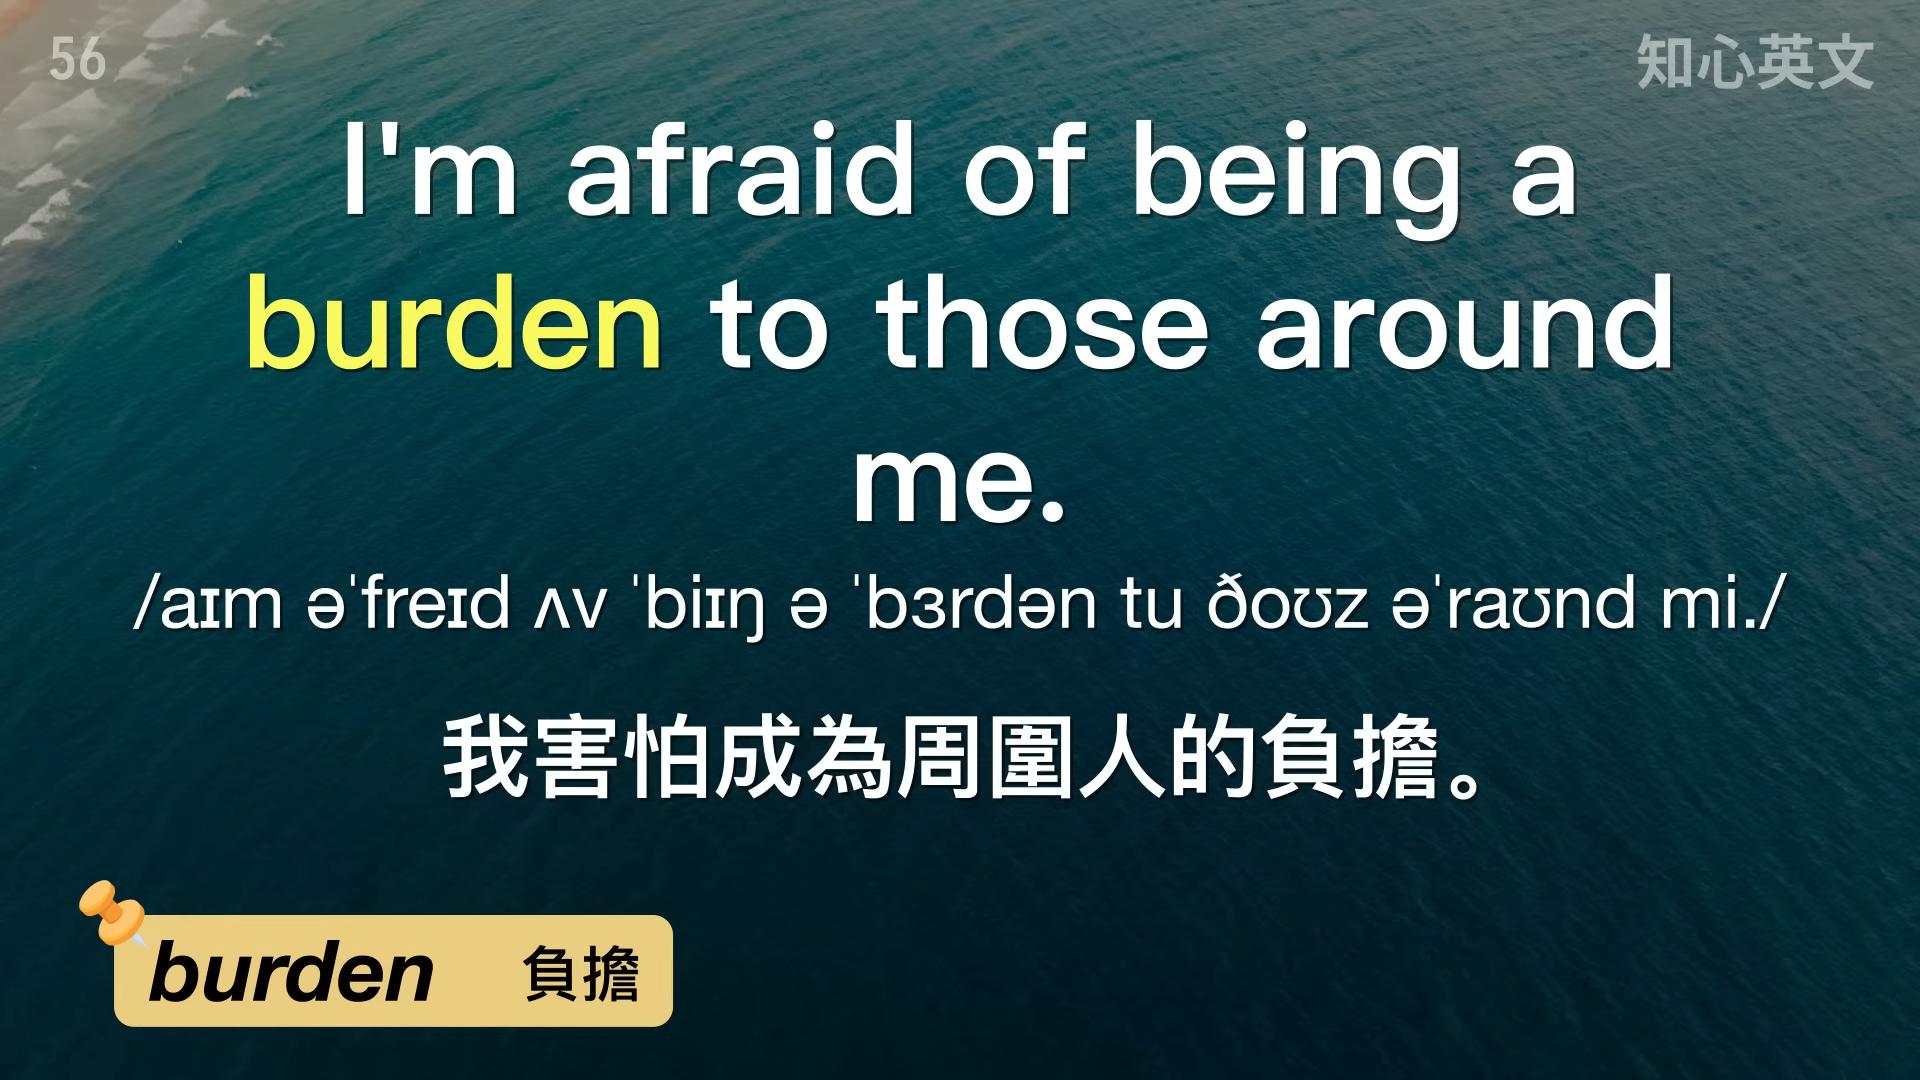 56
知心英文
I'm afraid of being a
burden to those around
me.
/aɪm əˈfreɪd ʌv ˈbiɪŋ ə ˈbɜrdən tu ðoʊz əˈraʊnd mi./
我害怕成為周圍人的負擔。
burden 負擔